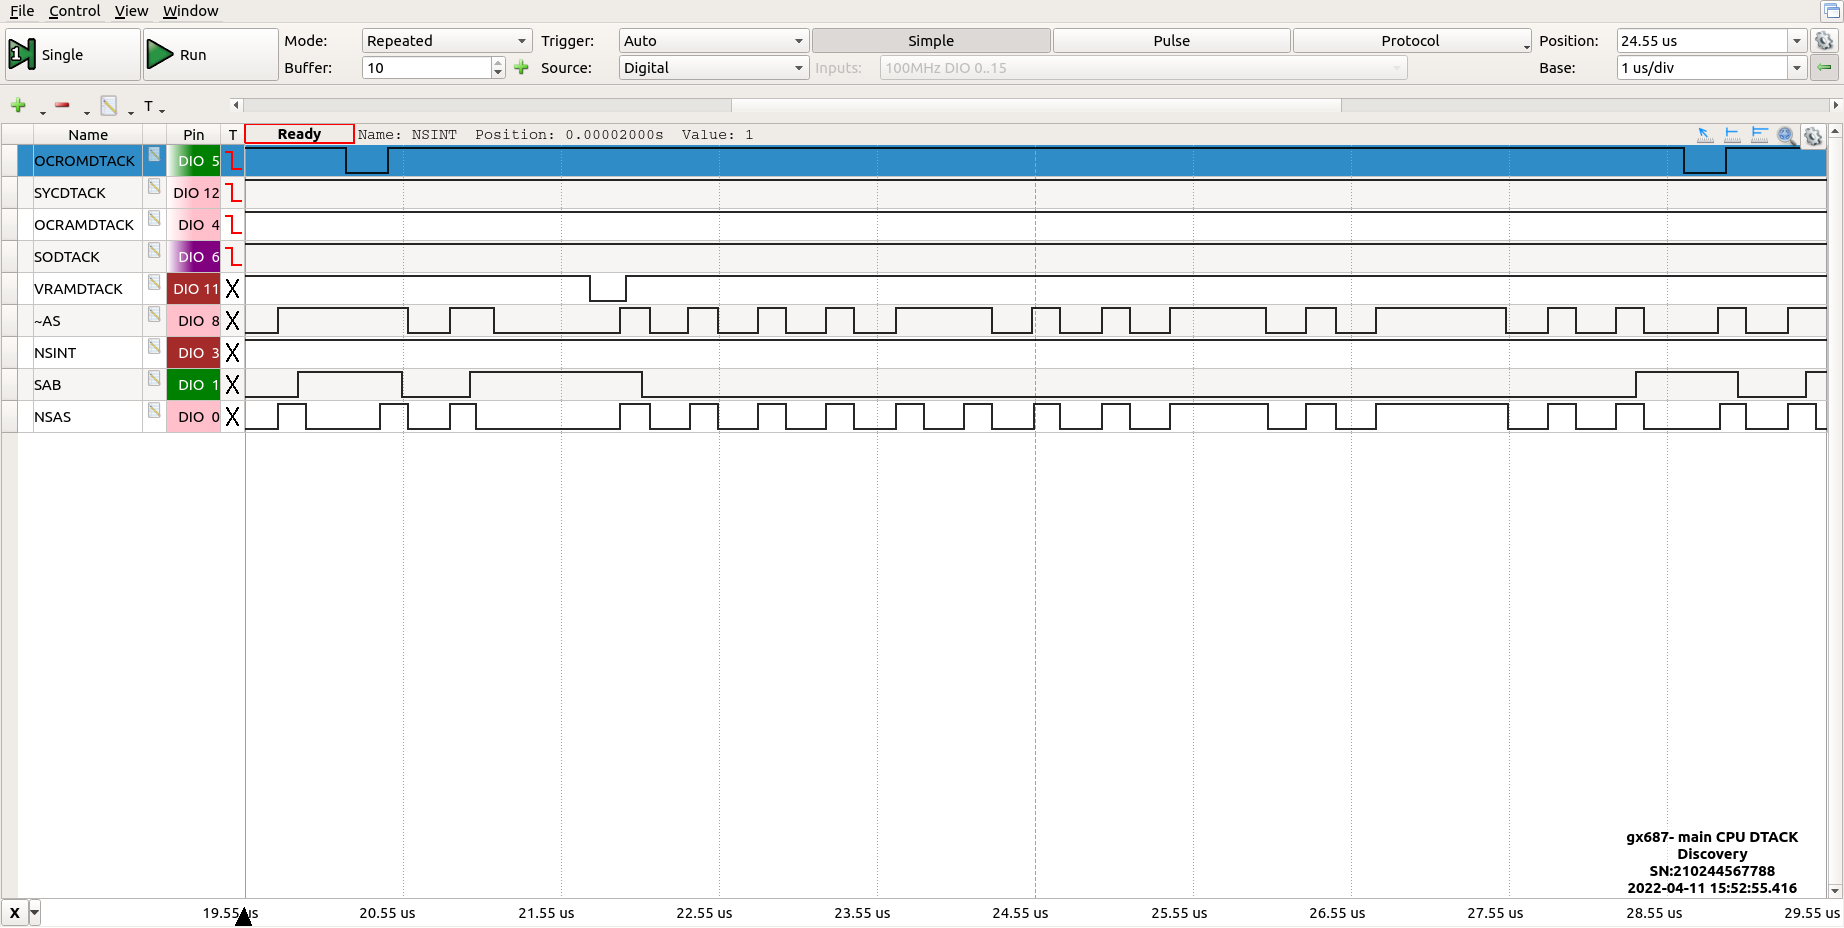 File Control View Window
Single Run Mode: Repeated Trigger: Auto Simple Pulse Protocol Position: 24.55 us
Buffer: 10 Source: Digital Inputs: 100MHz DIO 0..15 Base: 1 us/div
T
Name Pin T Ready Name: NSINT Position: 0.00002000s Value: 1
OCROMDTACK DIO 5
SYCDTACK DIO 12
OCRAMDTACK DIO 4
SODTACK DIO 6
VRAMDTACK DIO 11 X
~AS DIO 8 X
NSINT DIO 3 X
SAB DIO 1 X
NSAS DIO 0 X
gx687- main CPU DTACK
Discovery
SN:210244567788
2022-04-11 15:52:55.416
X 19.55 us 20.55 us 21.55 us 22.55 us 23.55 us 24.55 us 25.55 us 26.55 us 27.55 us 28.55 us 29.55 us